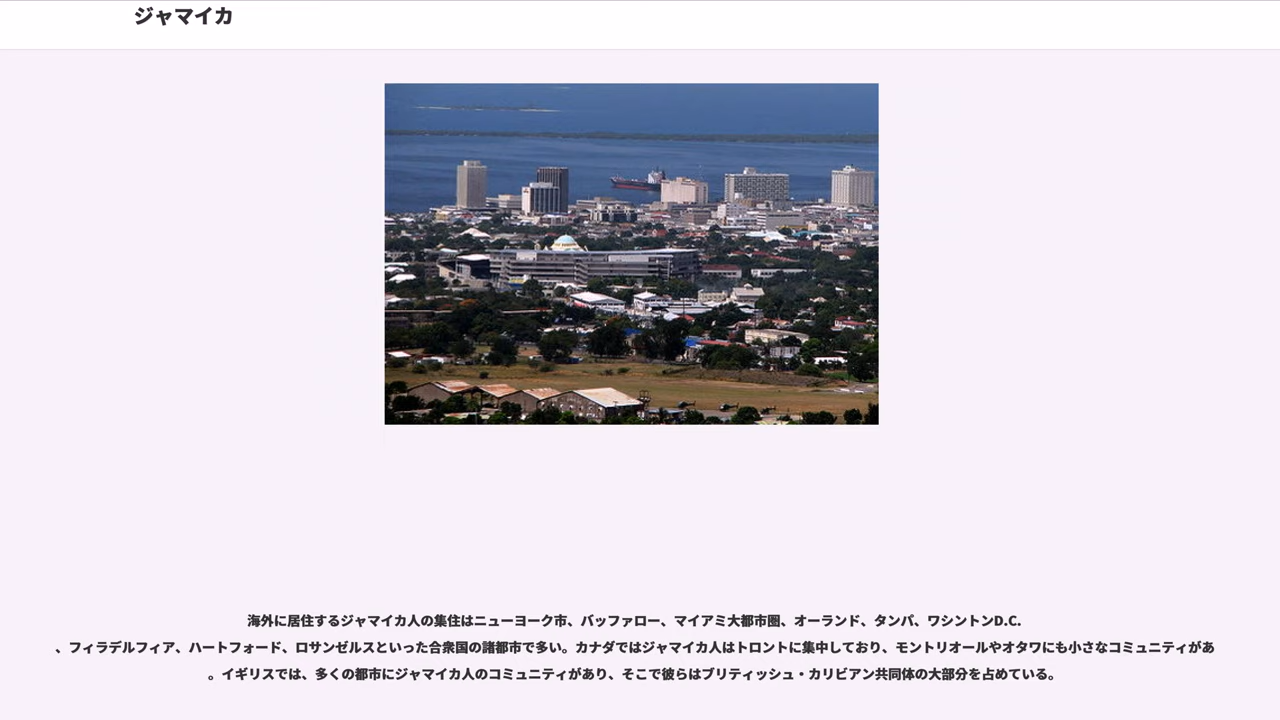 ジャマイカ
海外に居住するジャマイカ人の集住はニューヨーク市、バッファロー、マイアミ大都市圏、オーランド、タンパ、ワシントンD.C.
、フィラデルフィア、ハートフォード、ロサンゼルスといった合衆国の諸都市で多い。カナダではジャマイカ人はトロントに集中しており、モントリオールやオタワにも小さなコミュニティがあ
。イギリスでは、多くの都市にジャマイカ人のコミュニティがあり、そこで彼らはブリティッシュ・カリビアン共同体の大部分を占めている。